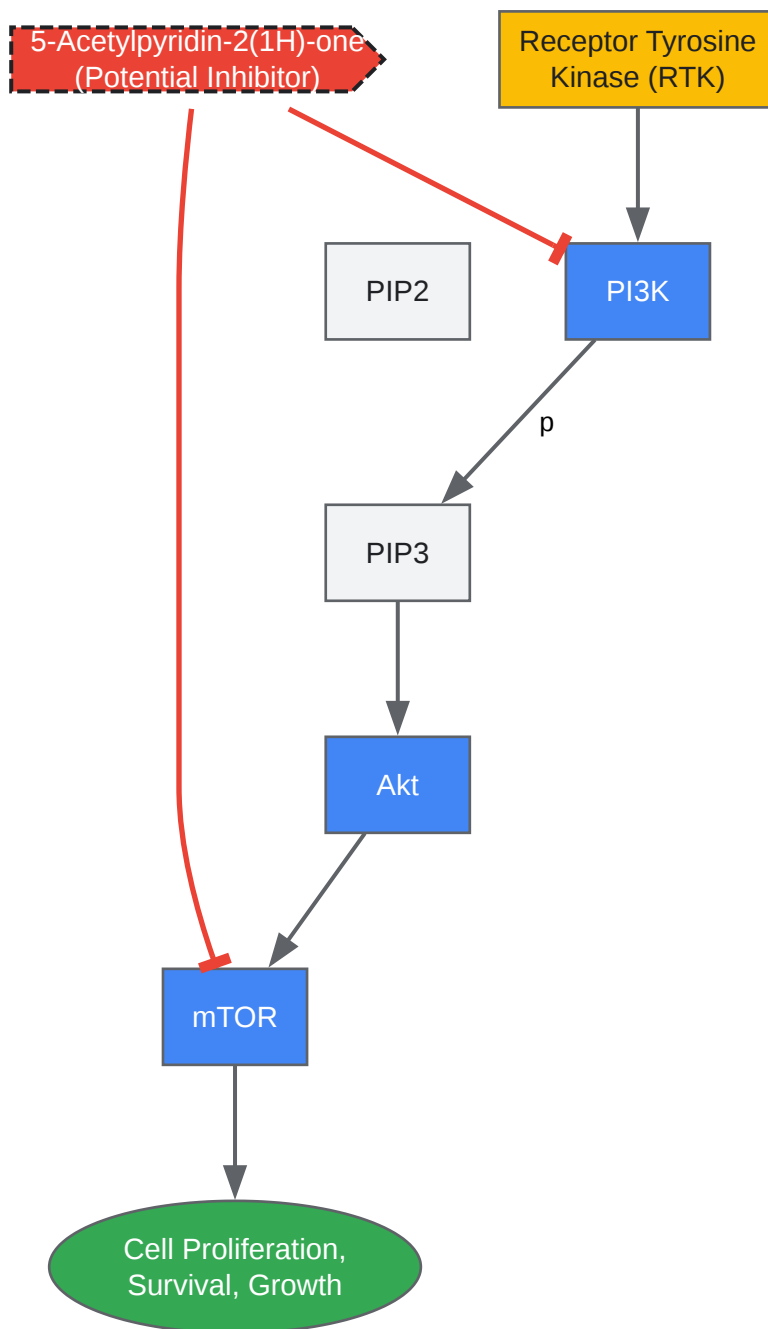 5-Acetylpyridin-2(1H)-one
(Potential Inhibitor)
Receptor Tyrosine
Kinase (RTK)
PIP2
PI3K
p
PIP3
Akt
mTOR
Cell Proliferation,
Survival, Growth